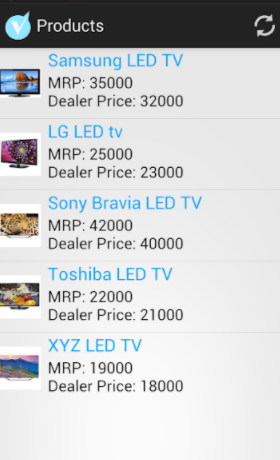 Products
Samsung LED TV
MRP: 35000
Dealer Price: 32000
LG LED tv
MRP: 25000
Dealer Price: 23000
Sony Bravia LED TV
MRP: 42000
Dealer Price: 40000
Toshiba LED TV
MRP: 22000
Dealer Price: 21000
XYZ LED TV
MRP: 19000
Dealer Price: 18000